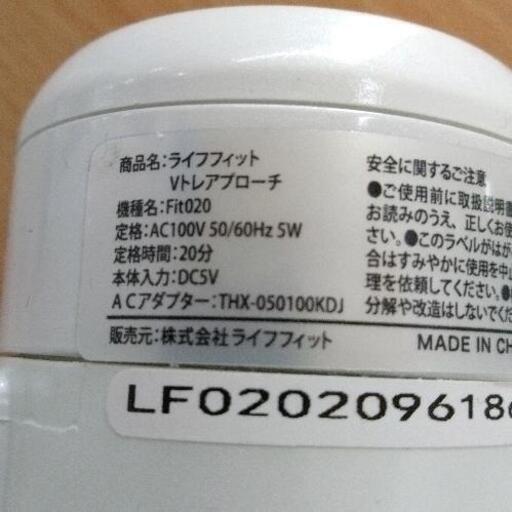 商品名:ライフフィット
Vトレアプローチ
機種名:Fit020
定格:AC100V 50/60Hz 5W
定格時間:20分
本体入力:DC5V
ACアダプター:THX-050100KDJ
販売元:株式会社ライフフィット
安全に関するご注意
●ご使用前に取扱説明書
お読みのうえ、正しくお使
さい。●このラベルがはが
合はすみやかに使用を中
理を依頼してください。●
分解や改造はしないでくだ
MADE IN CH
LF020209618